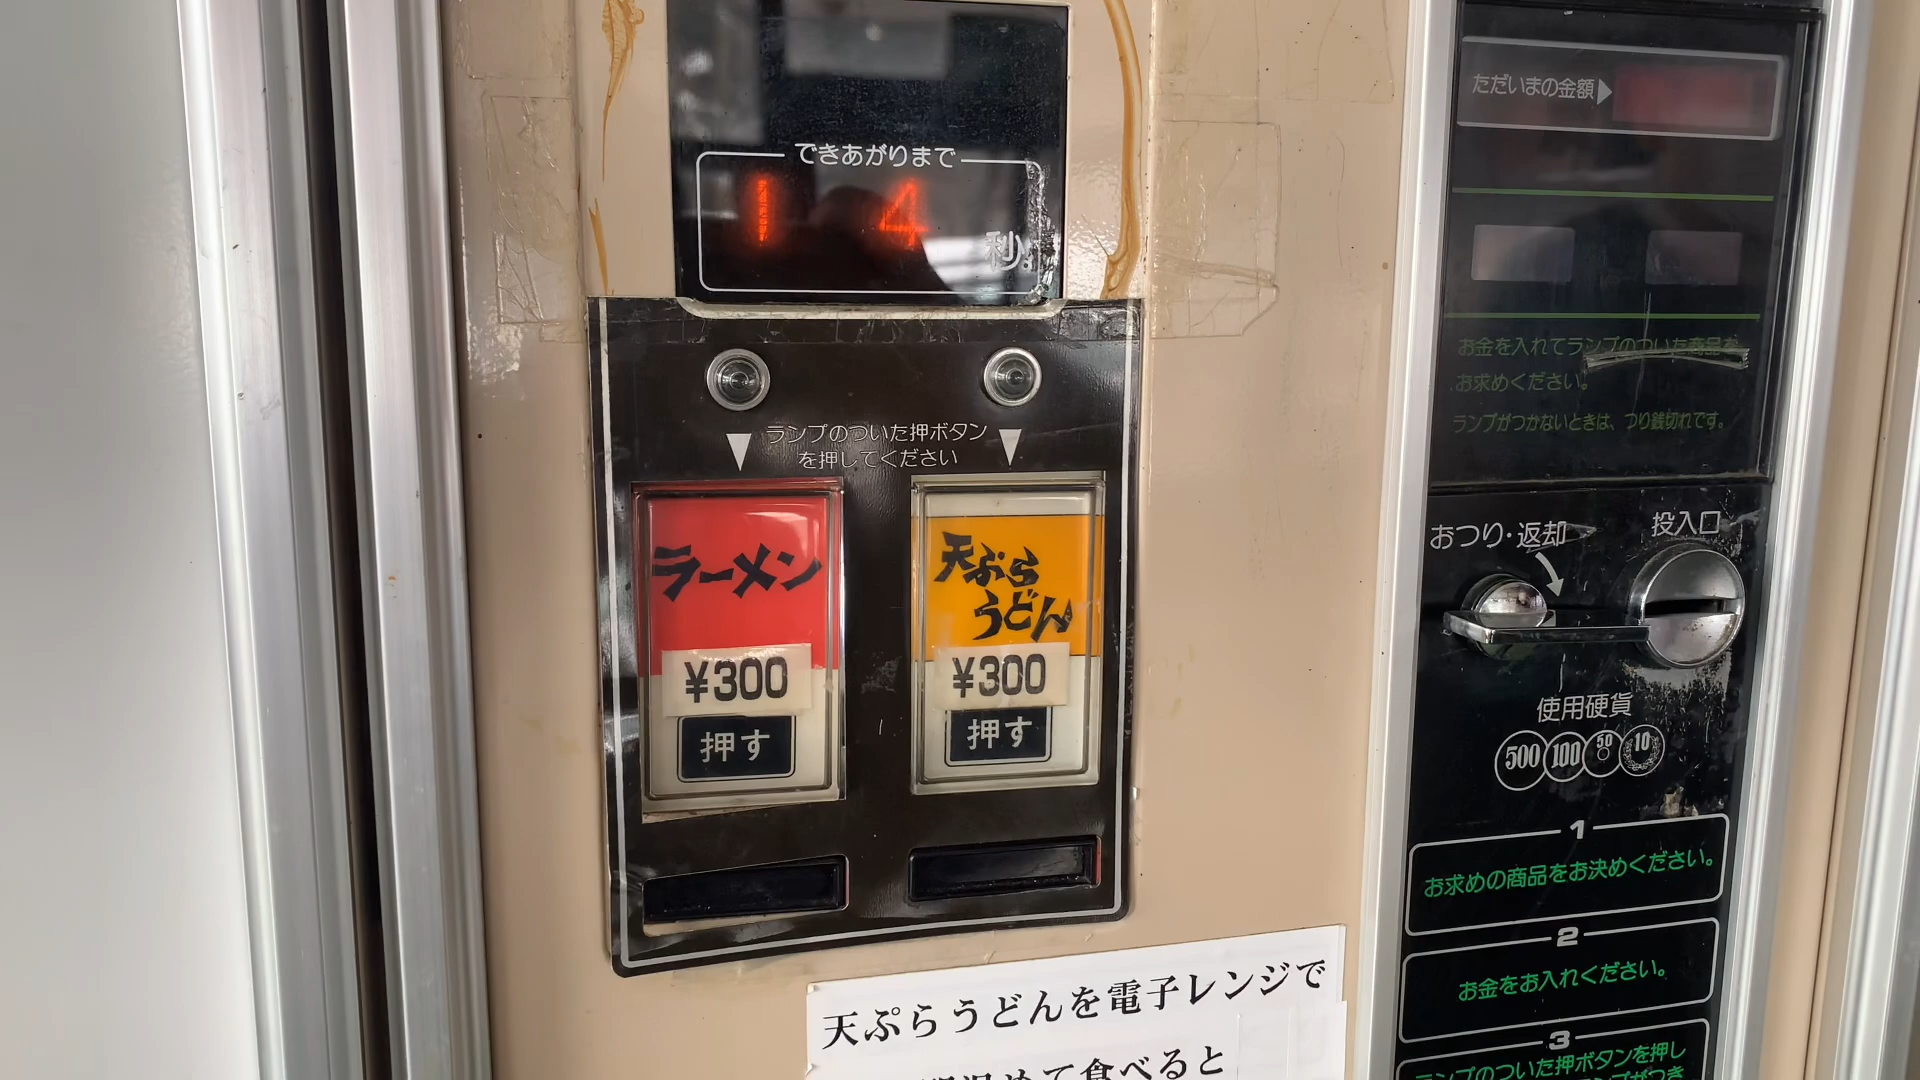 できあがりまで
14
秒
ランプのついた押ボタン
を押してください
ラーメン
¥300
押す
天ぷら
うどん
¥300
押す
天ぷらうどんを電子レンジで
めて食べると
ただいまの金額
お金を入れてランプのついた商品を
お求めください。
ランプがつかないときは、つり銭切れです。
おつり・返却
投入口
使用硬貨
500 100 50 10
1
お求めの商品をお決めください。
2
お金をお入れください。
3
ランプのついた押ボタンを押し